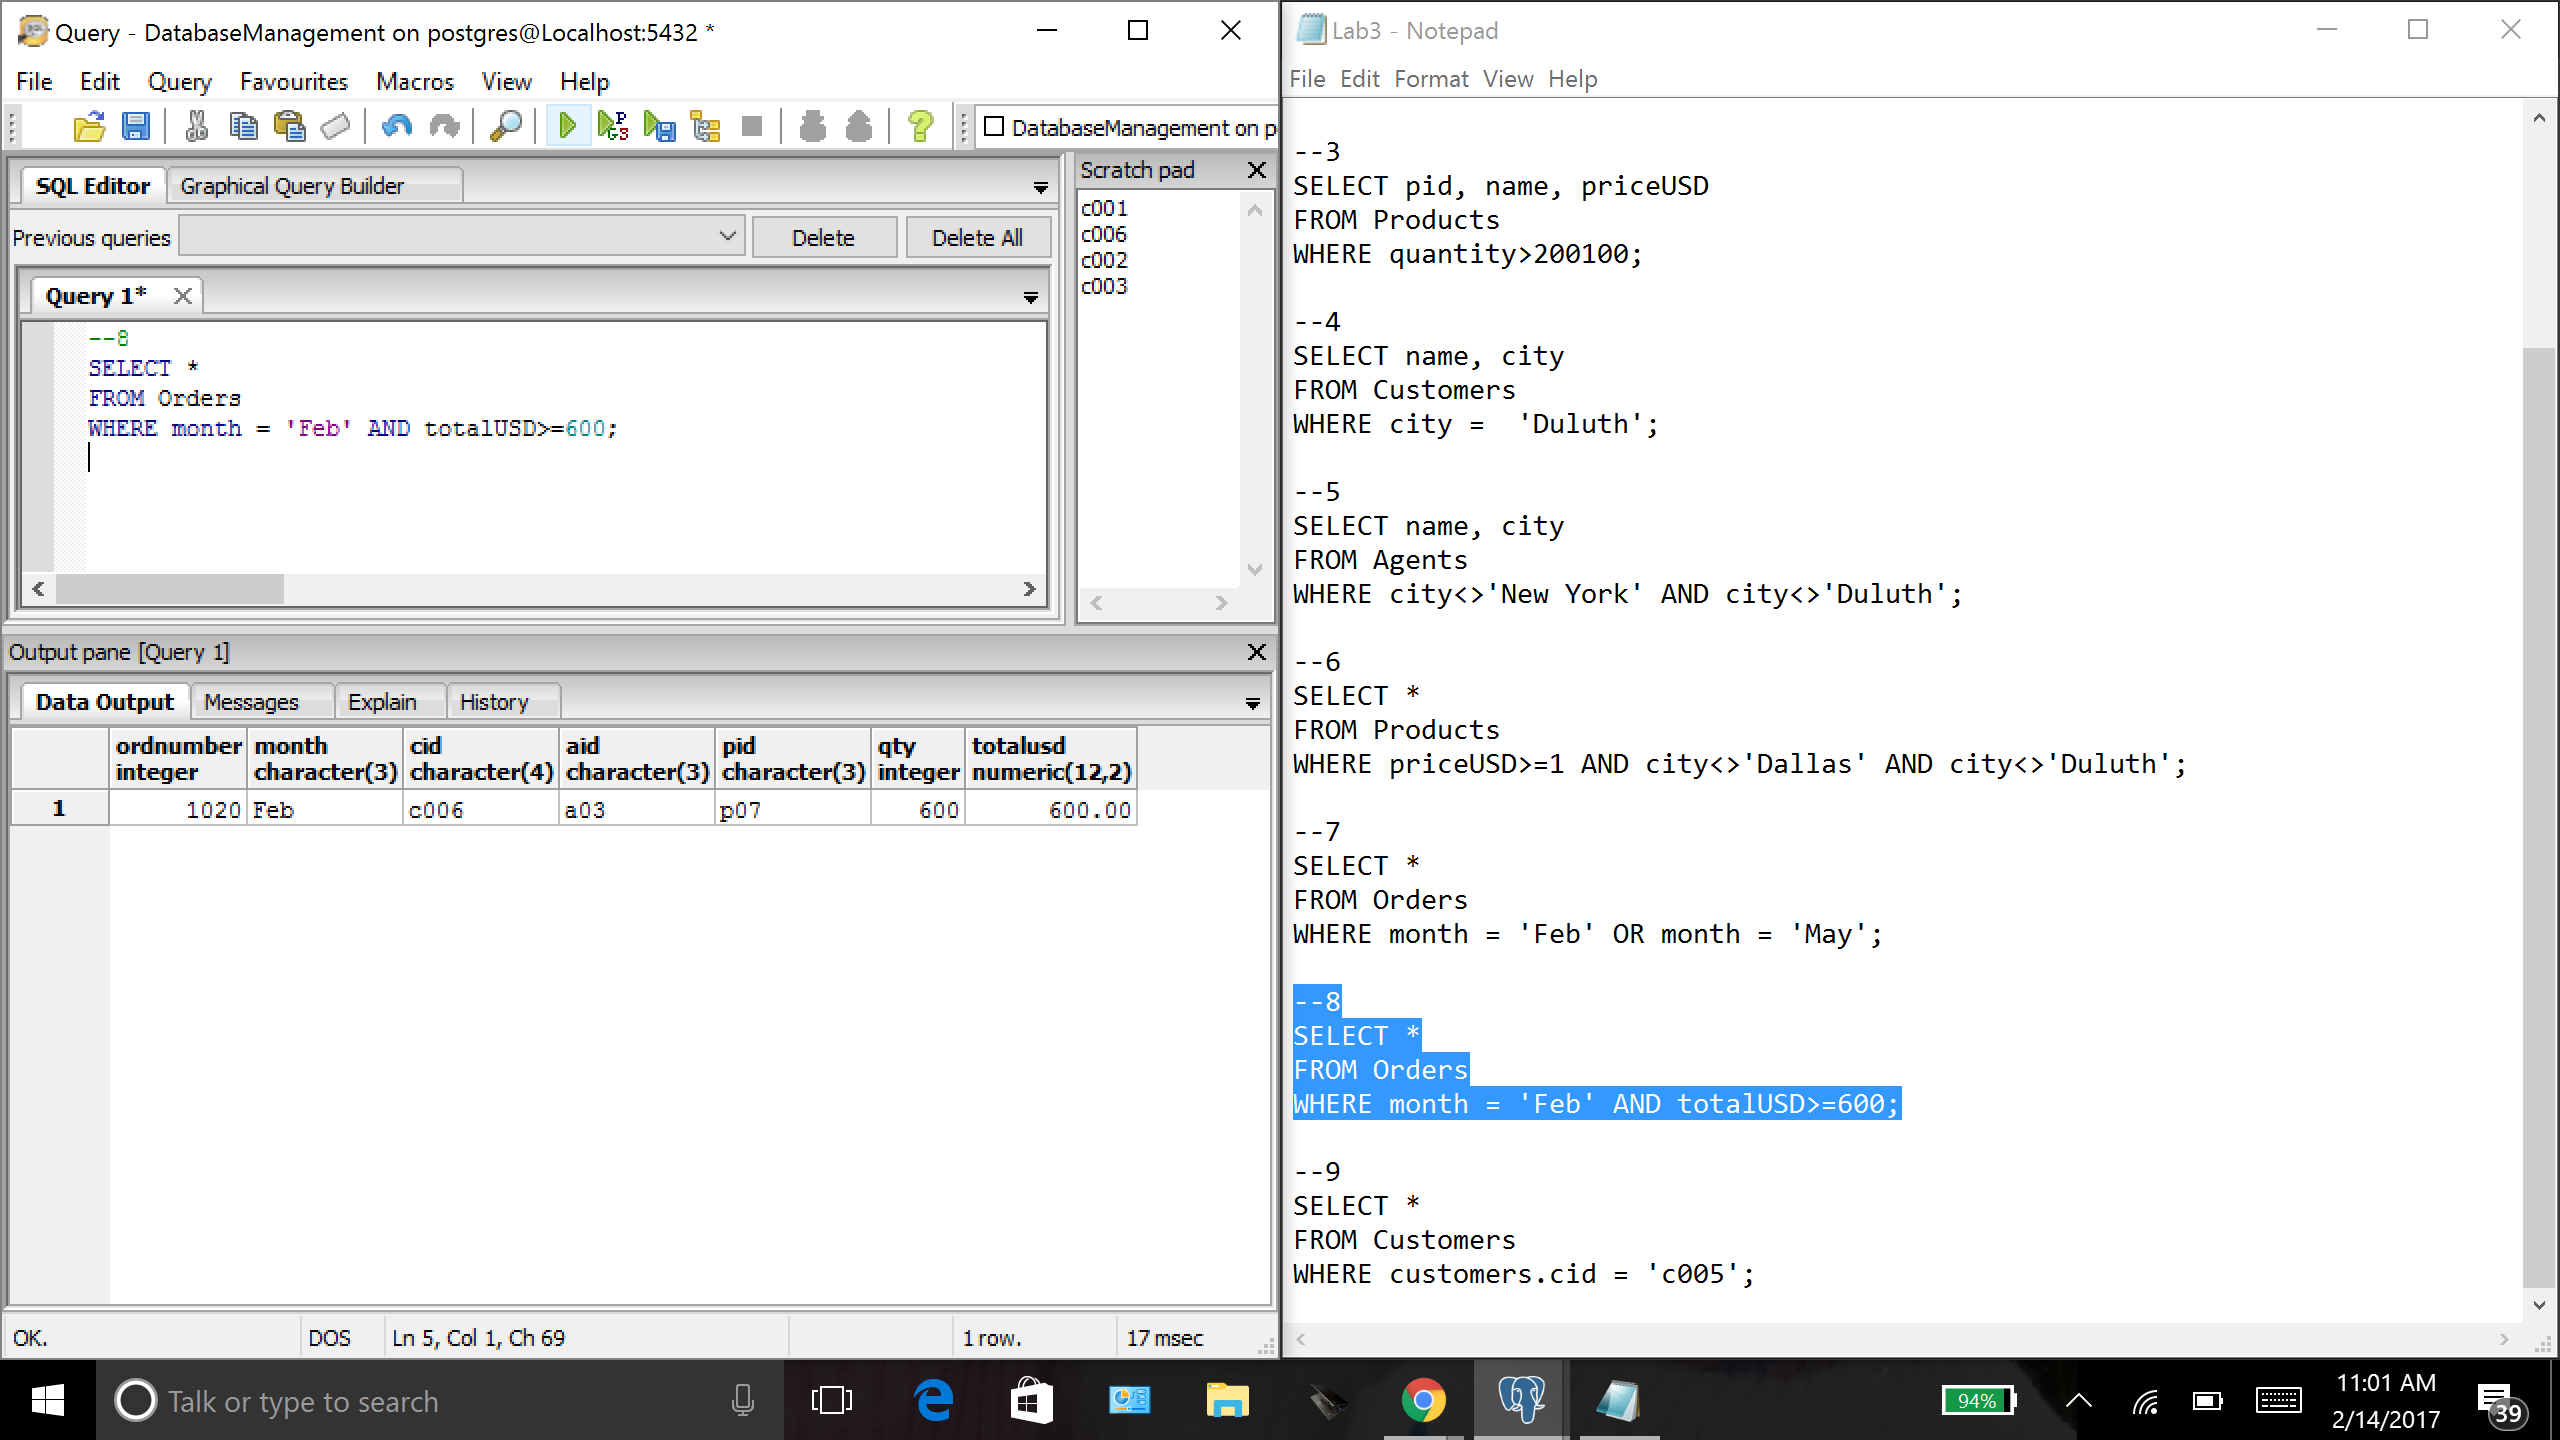 Query - DatabaseManagement on postgres@Localhost:5432 *
File Edit Query Favourites Macros View Help
DatabaseManagement on p
SQL Editor
Graphical Query Builder
Previous queries
Delete
Delete All
Query 1*
--8
SELECT *
FROM Orders
WHERE month = 'Feb' AND totalUSD>=600;
Scratch pad
c001
c006
c002
c003
Output pane [Query 1]
Data Output
Messages
Explain
History
ordnumber integer
month character(3)
cid character(4)
aid character(3)
pid character(3)
qty integer
totalusd numeric(12,2)
1 1020 Feb c006 a03 p07 600 600.00
OK.
DOS
Ln 5, Col 1, Ch 69
1 row.
17 msec
Lab3 - Notepad
File Edit Format View Help
--3
SELECT pid, name, priceUSD
FROM Products
WHERE quantity>200100;
--4
SELECT name, city
FROM Customers
WHERE city =  'Duluth';
--5
SELECT name, city
FROM Agents
WHERE city<>'New York' AND city<>'Duluth';
--6
SELECT *
FROM Products
WHERE priceUSD>=1 AND city<>'Dallas' AND city<>'Duluth';
--7
SELECT *
FROM Orders
WHERE month = 'Feb' OR month = 'May';
--8
SELECT *
FROM Orders
WHERE month = 'Feb' AND totalUSD>=600;
--9
SELECT *
FROM Customers
WHERE customers.cid = 'c005';
Talk or type to search
94%
11:01 AM
2/14/2017
39